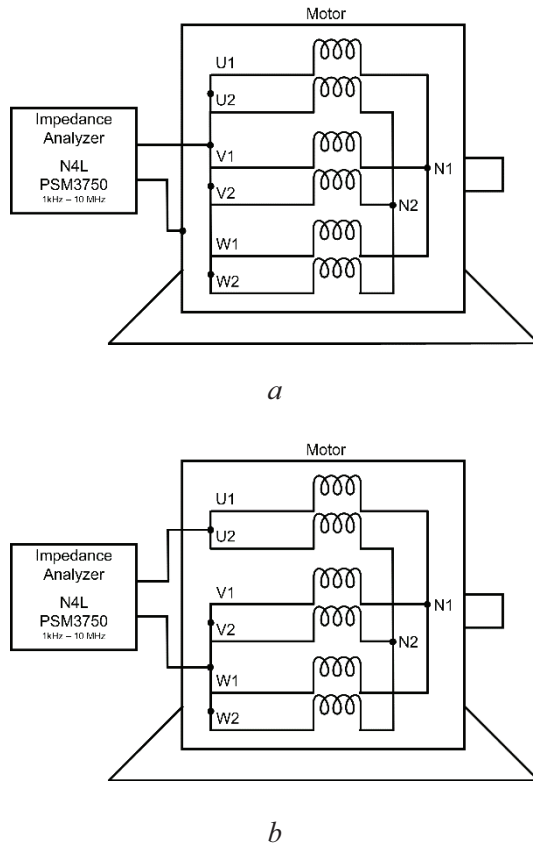 Motor
U1
U2
Impedance
Analyzer
N4L
PSM3750
1kHz – 10 MHz
V1
N1
V2
N2
W1
W2
a
Motor
U1
U2
Impedance
Analyzer
N4L
PSM3750
1kHz – 10 MHz
V1
N1
V2
N2
W1
W2
b